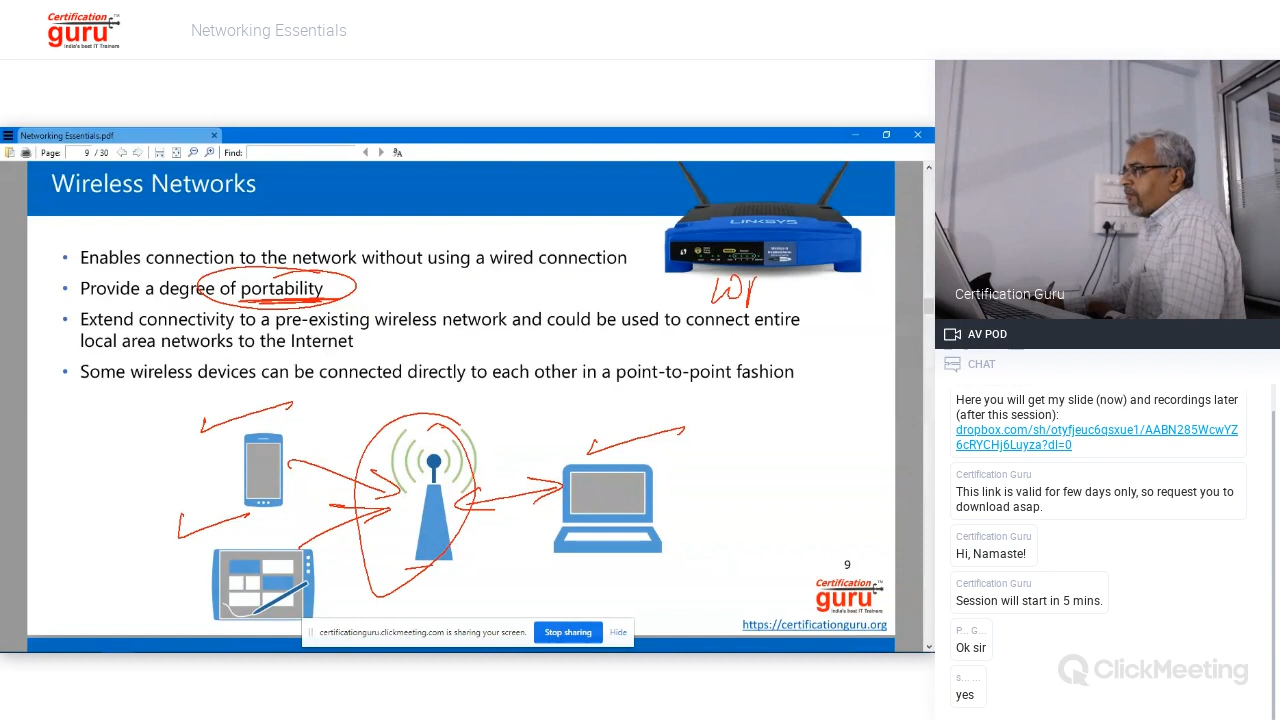 Certification
guru
India's best IT Trainers
Networking Essentials
Networking Essentials.pdf
Page: 9 / 30 Find:
Wireless Networks
LINKSYS
• Enables connection to the network without using a wired connection
• Provide a degree of portability
• Extend connectivity to a pre-existing wireless network and could be used to connect entire
local area networks to the Internet
• Some wireless devices can be connected directly to each other in a point-to-point fashion
9
Certification
guru
India's best IT Trainers
https://certificationguru.org
certificationguru.clickmeeting.com is sharing your screen. Stop sharing Hide
Certification Guru
AV POD
CHAT
Here you will get my slide (now) and recordings later
(after this session):
dropbox.com/sh/otyfjeuc6qsxue1/AABN285WcwYZ
6cRYCHj6Luyza?dl=0
Certification Guru
This link is valid for few days only, so request you to
download asap.
Certification Guru
Hi, Namaste!
Certification Guru
Session will start in 5 mins.
P... G...
Ok sir
s... ...
yes
ClickMeeting